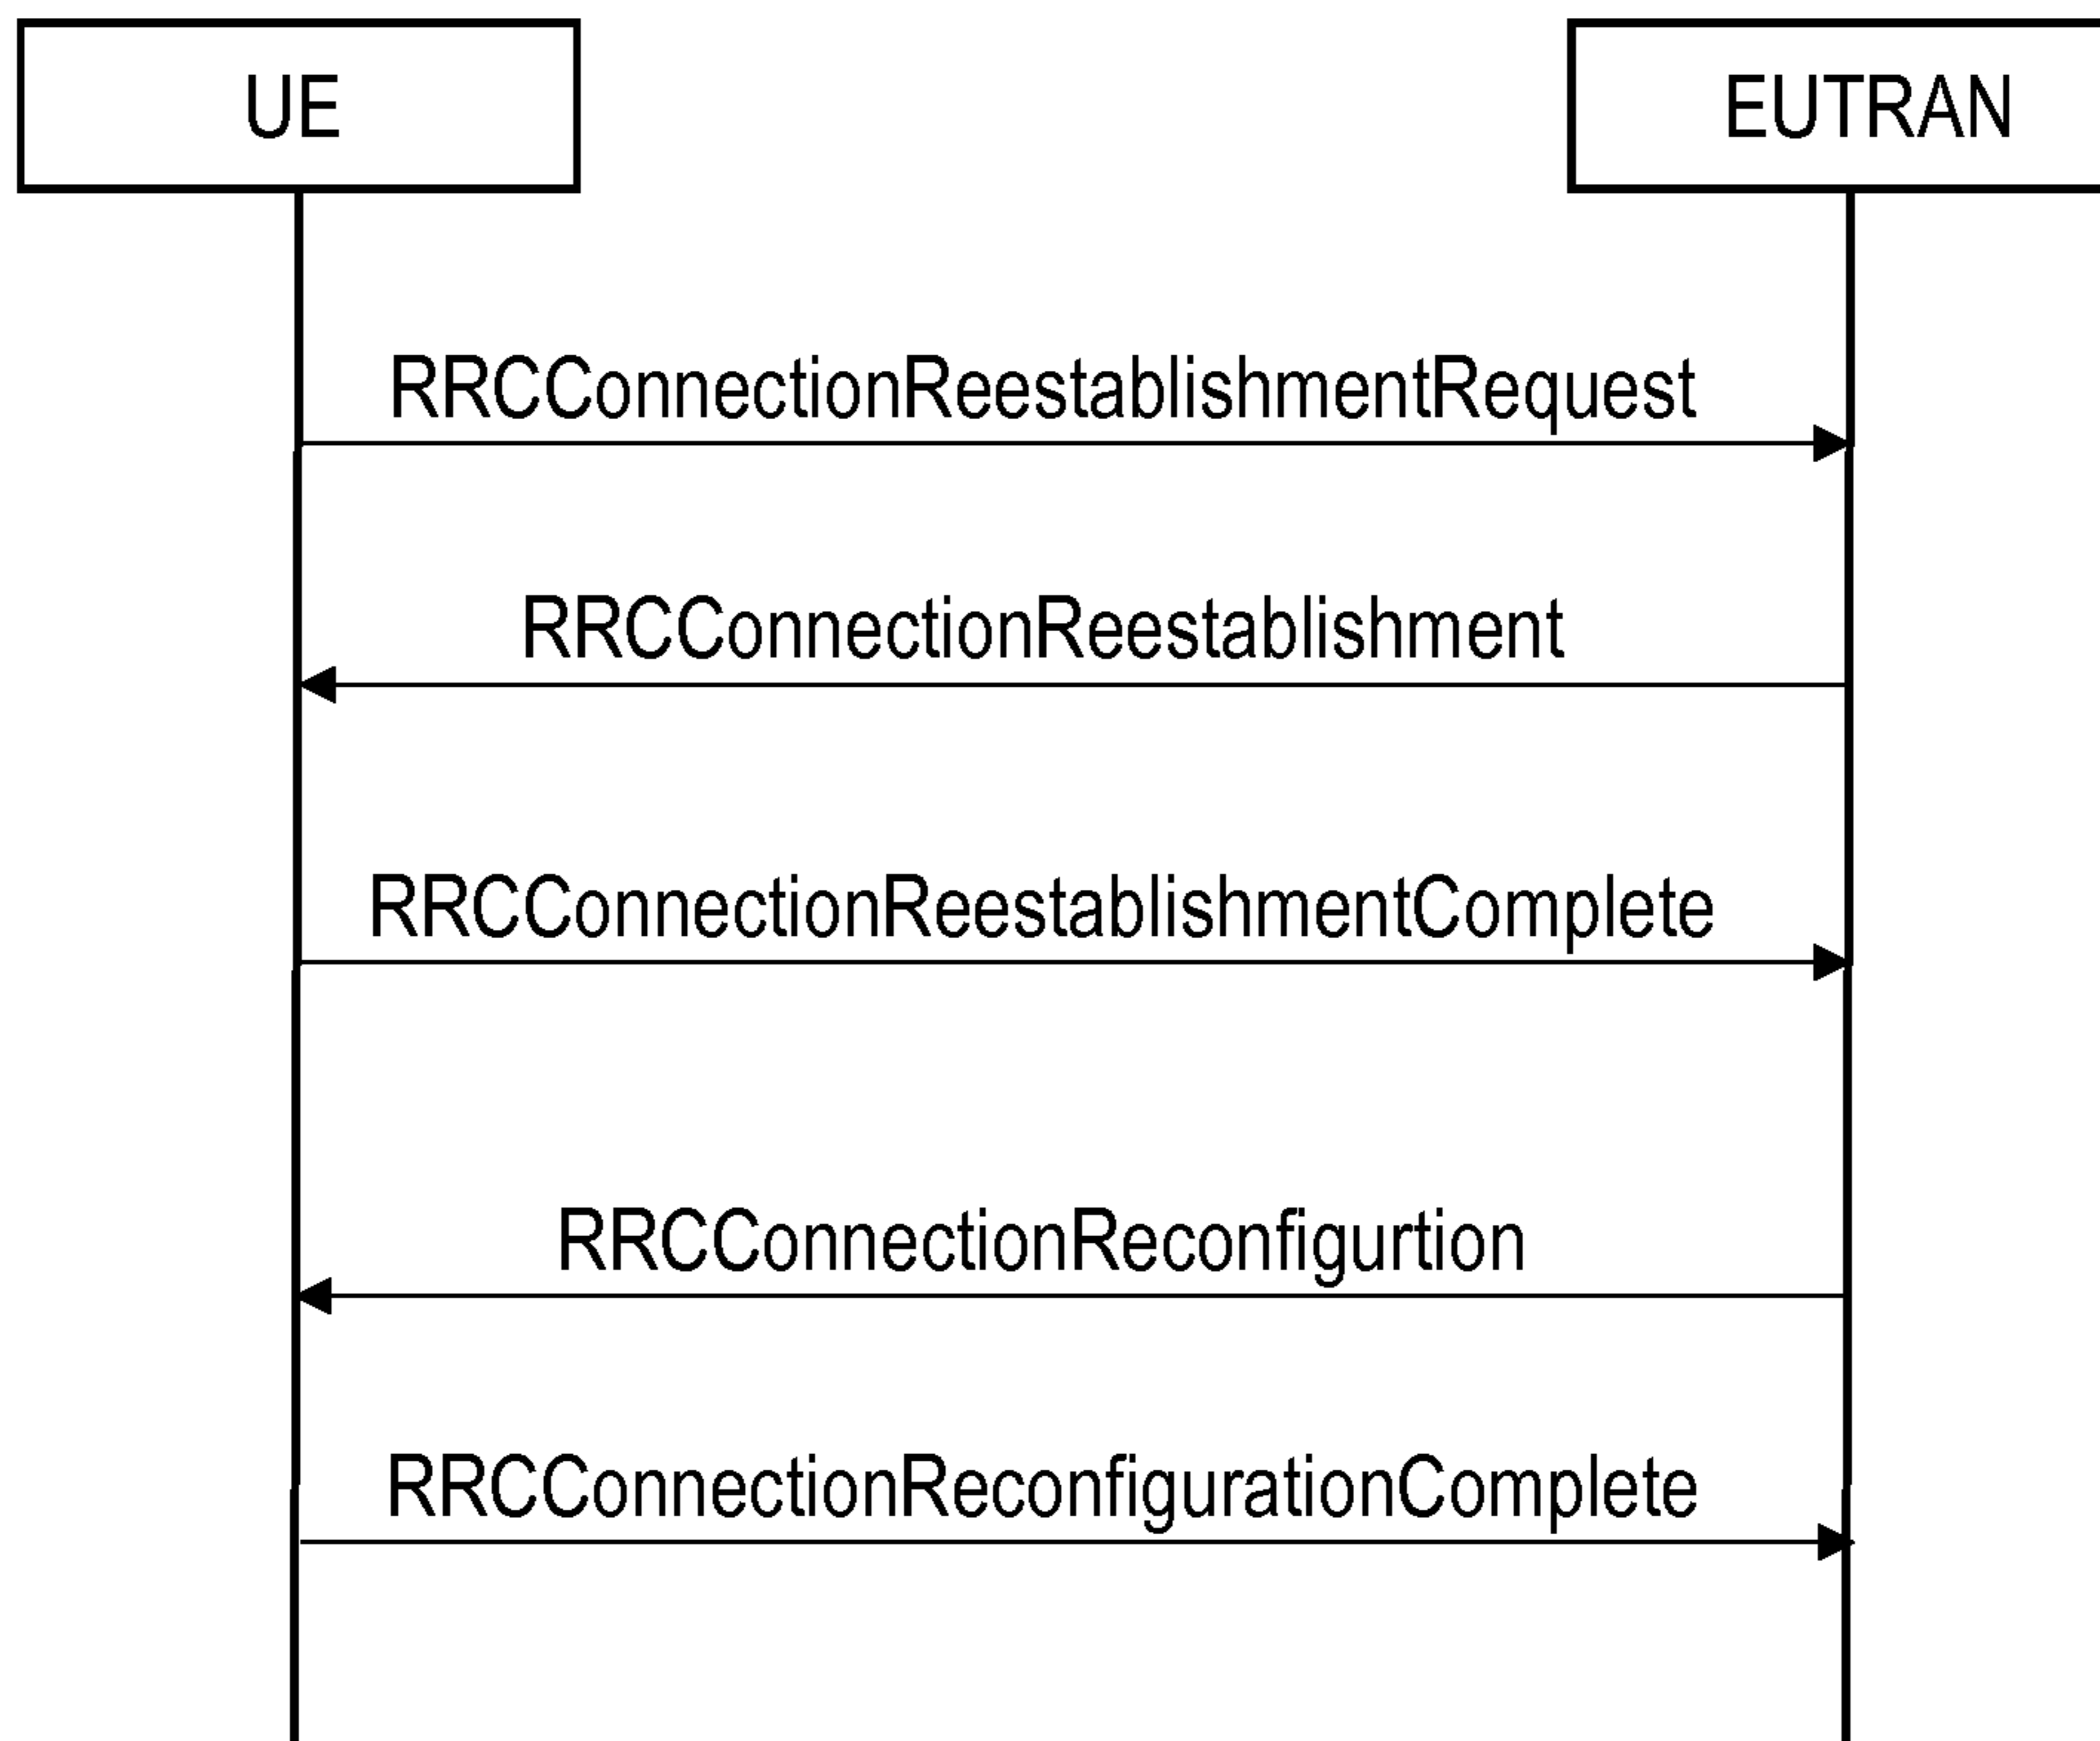 UE
EUTRAN
RRCConnectionReestablishmentRequest
RRCConnectionReestablishment
RRCConnectionReestablishmentComplete
RRCConnectionReconfigurtion
RRCConnectionReconfigurationComplete